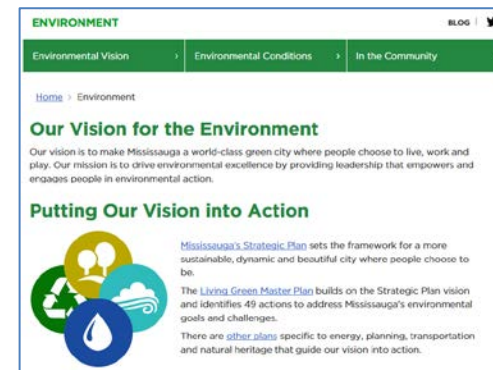 ENVIRONMENT
BLOG
Environmental Vision
Environmental Conditions
In the Community
Home > Environment
Our Vision for the Environment
Our vision is to make Mississauga a world-class green city where people choose to live, work and
play. Our mission is to drive environmental excellence by providing leadership that empowers and
engages people in environmental action.
Putting Our Vision into Action
Mississauga's Strategic Plan sets the framework for a more
sustainable, dynamic and beautiful city where people choose to
be.
The Living Green Master Plan builds on the Strategic Plan vision
and identifies 49 actions to address Mississauga's environmental
goals and challenges.
There are other plans specific to energy, planning, transportation
and natural heritage that guide our vision into action.